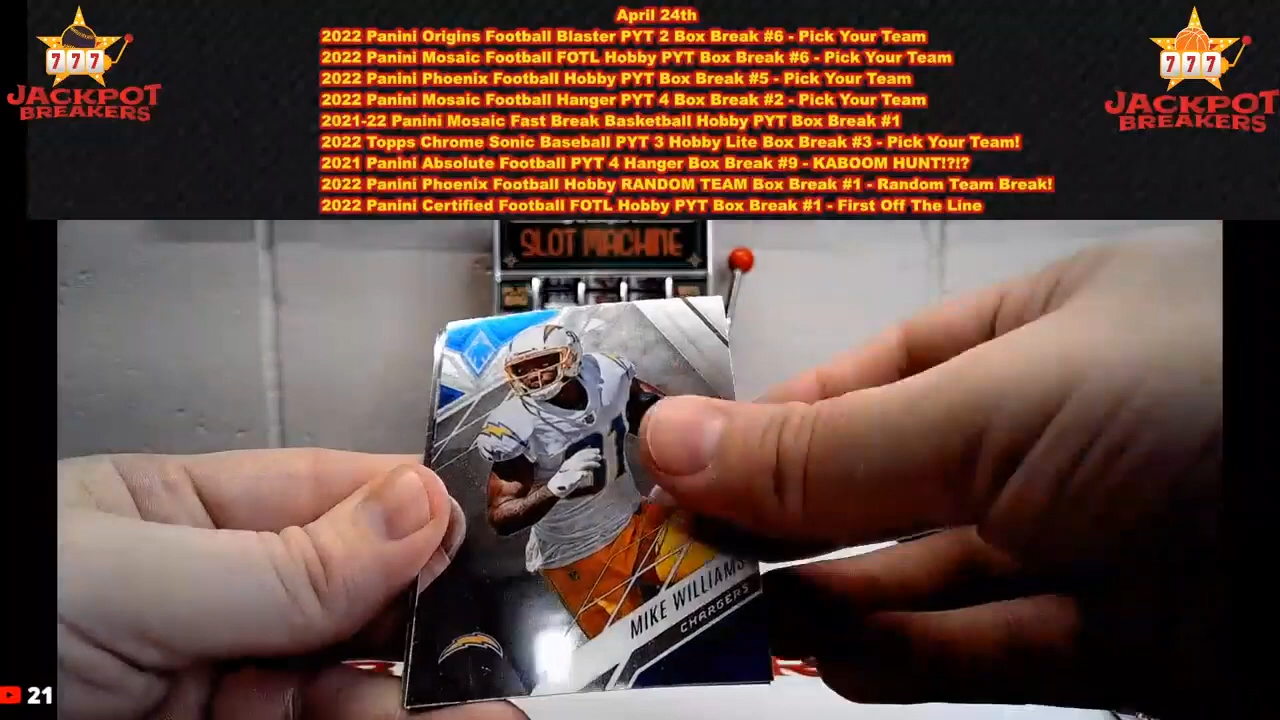 April 24th
2022 Panini Origins Football Blaster PYT 2 Box Break #6 - Pick Your Team
2022 Panini Mosaic Football FOTL Hobby PYT Box Break #6 - Pick Your Team
2022 Panini Phoenix Football Hobby PYT Box Break #5 - Pick Your Team
2022 Panini Mosaic Football Hanger PYT 4 Box Break #2 - Pick Your Team
2021-22 Panini Mosaic Fast Break Basketball Hobby PYT Box Break #1
2022 Topps Chrome Sonic Baseball PYT 3 Hobby Lite Box Break #3 - Pick Your Team!
2021 Panini Absolute Football PYT 4 Hanger Box Break #9 - KABOOM HUNT!?!?
2022 Panini Phoenix Football Hobby RANDOM TEAM Box Break #1 - Random Team Break!
2022 Panini Certified Football FOTL Hobby PYT Box Break #1 - First Off The Line
777
JACKPOT
BREAKERS
777
JACKPOT
BREAKERS
SLOT MACHINE
81
MIKE WILLIAMS
CHARGERS
21